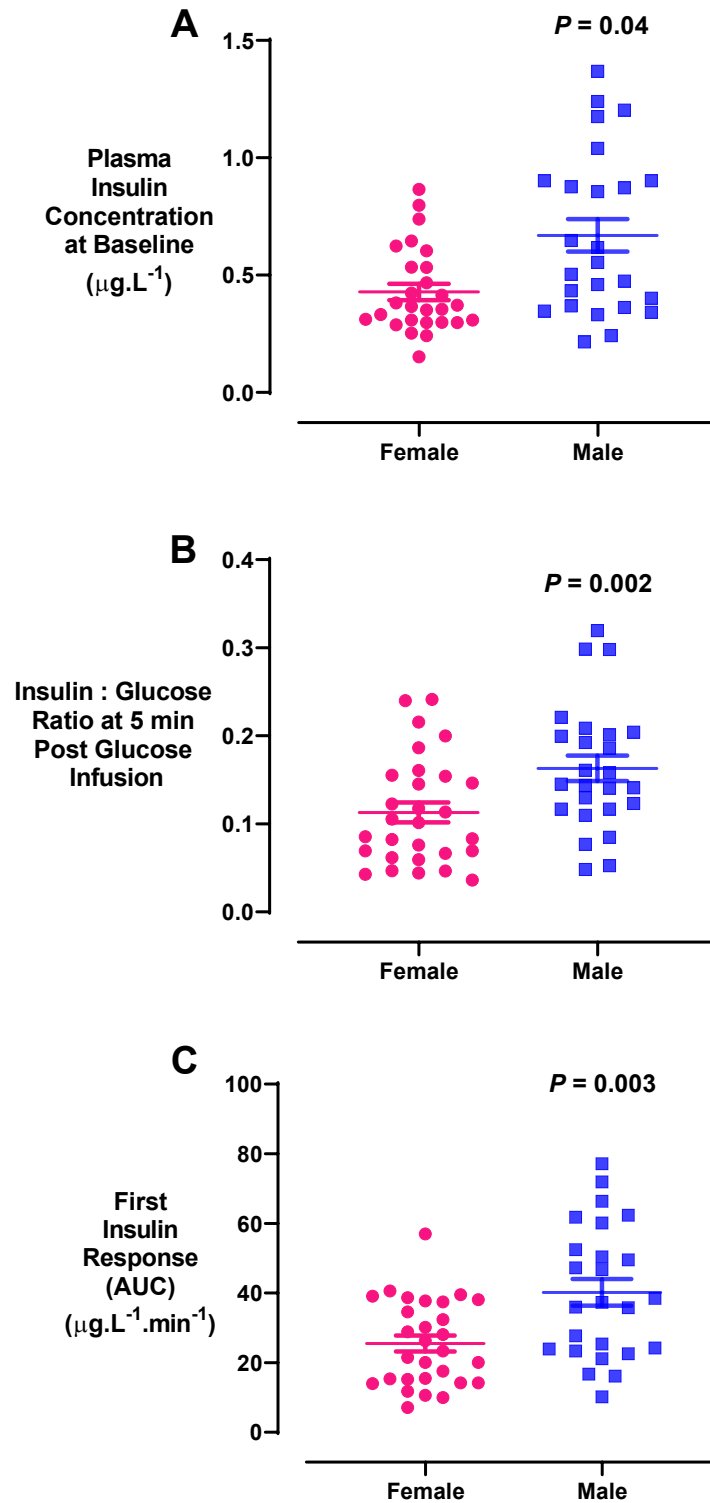 A
P = 0.04
1.5
1.0
0.5
0.0
Plasma
Insulin
Concentration
at Baseline
(μg.L⁻¹)
Female
Male
B
P = 0.002
0.4
0.3
0.2
0.1
0.0
Insulin : Glucose
Ratio at 5 min
Post Glucose
Infusion
Female
Male
C
P = 0.003
100
80
60
40
20
0
First
Insulin
Response
(AUC)
(μg.L⁻¹.min⁻¹)
Female
Male